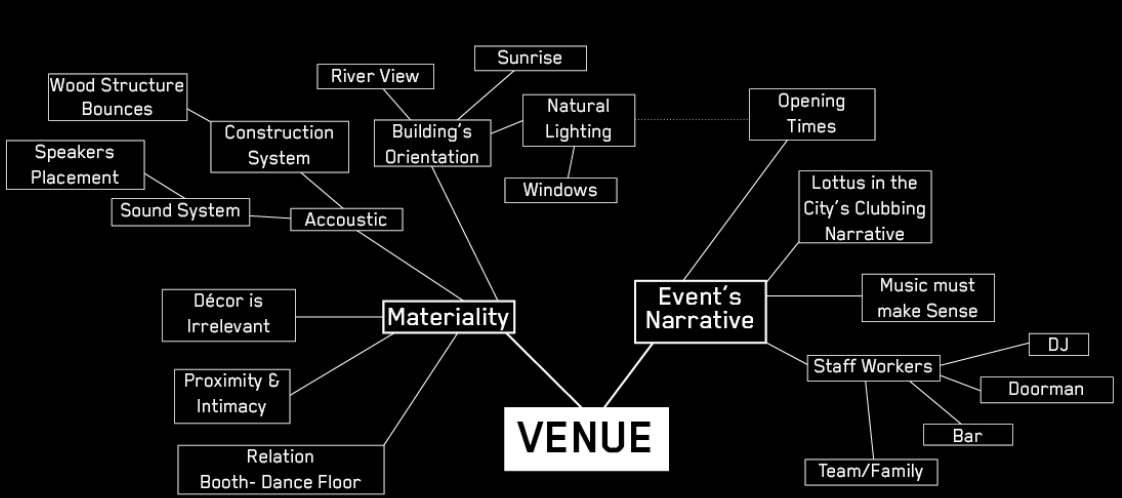 Sunrise
River View
Wood Structure
Bounces
Natural
Lighting
Opening
Times
Construction
System
Building's
Orientation
Speakers
Placement
Windows
Lottus in the
City's Clubbing
Narrative
Sound System
Accoustic
Décor is
Irrelevant
Materiality
Event's
Narrative
Music must
make Sense
DJ
Staff Workers
Doorman
Proximity &
Intimacy
VENUE
Bar
Relation
Booth- Dance Floor
Team/Family